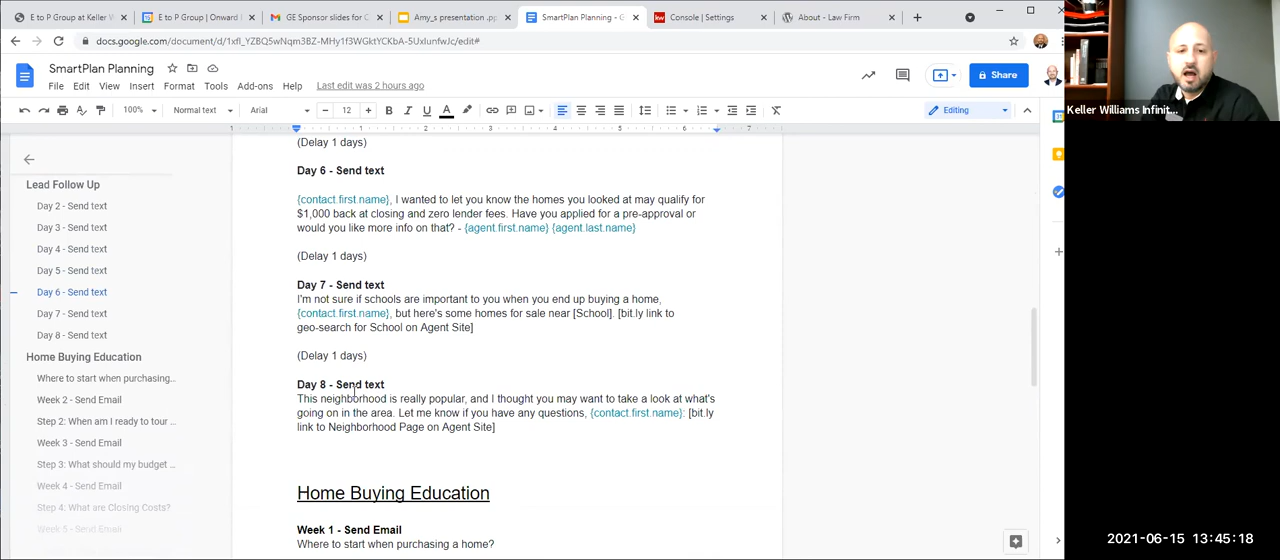 E to P Group at Keller W
E to P Group | Onward
GE Sponsor slides for C
Amy_s presentation .pp
SmartPlan Planning - G
Console | Settings
About - Law Firm
docs.google.com/document/d/1xfI_YZBQ5wNqm3BZ-MHy1f3WGktYCKbA-5UxIunfwJc/edit#
SmartPlan Planning
File Edit View Insert Format Tools Add-ons Help
Last edit was 2 hours ago
Share
100%
Normal text
Arial
12
B I U A
Editing
1 1 2 3 4 5 6 7
Keller Williams Infinit...
Lead Follow Up
Day 2 - Send text
Day 3 - Send text
Day 4 - Send text
Day 5 - Send text
Day 6 - Send text
Day 7 - Send text
Day 8 - Send text
Home Buying Education
Where to start when purchasing...
Week 2 - Send Email
Step 2: When am I ready to tour ...
Week 3 - Send Email
Step 3: What should my budget ...
Week 4 - Send Email
Step 4: What are Closing Costs?
Week 5 - Send Email
(Delay 1 days)
Day 6 - Send text
{contact.first.name}, I wanted to let you know the homes you looked at may qualify for
$1,000 back at closing and zero lender fees. Have you applied for a pre-approval or
would you like more info on that? - {agent.first.name} {agent.last.name}
(Delay 1 days)
Day 7 - Send text
I'm not sure if schools are important to you when you end up buying a home,
{contact.first.name}, but here's some homes for sale near [School]. [bit.ly link to
geo-search for School on Agent Site]
(Delay 1 days)
Day 8 - Send text
This neighborhood is really popular, and I thought you may want to take a look at what's
going on in the area. Let me know if you have any questions, {contact.first.name}: [bit.ly
link to Neighborhood Page on Agent Site]
Home Buying Education
Week 1 - Send Email
Where to start when purchasing a home?
2021-06-15 13:45:18